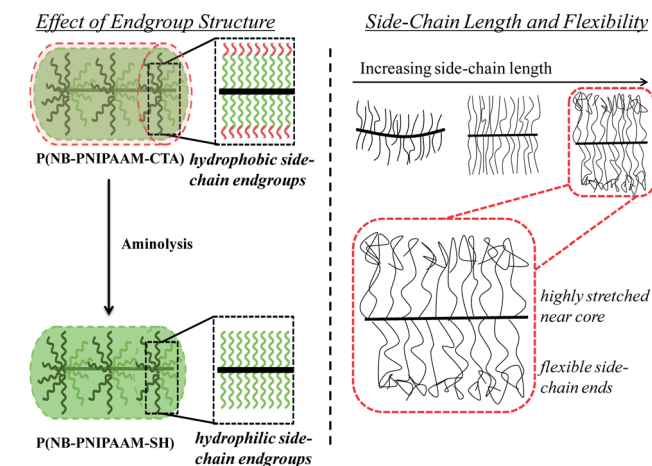 Effect of Endgroup Structure
P(NB-PNIPAAM-CTA)
hydrophobic side-
chain endgroups
Aminolysis
P(NB-PNIPAAM-SH)
hydrophilic side-
chain endgroups
Side-Chain Length and Flexibility
Increasing side-chain length
highly stretched
near core
flexible side-
chain ends